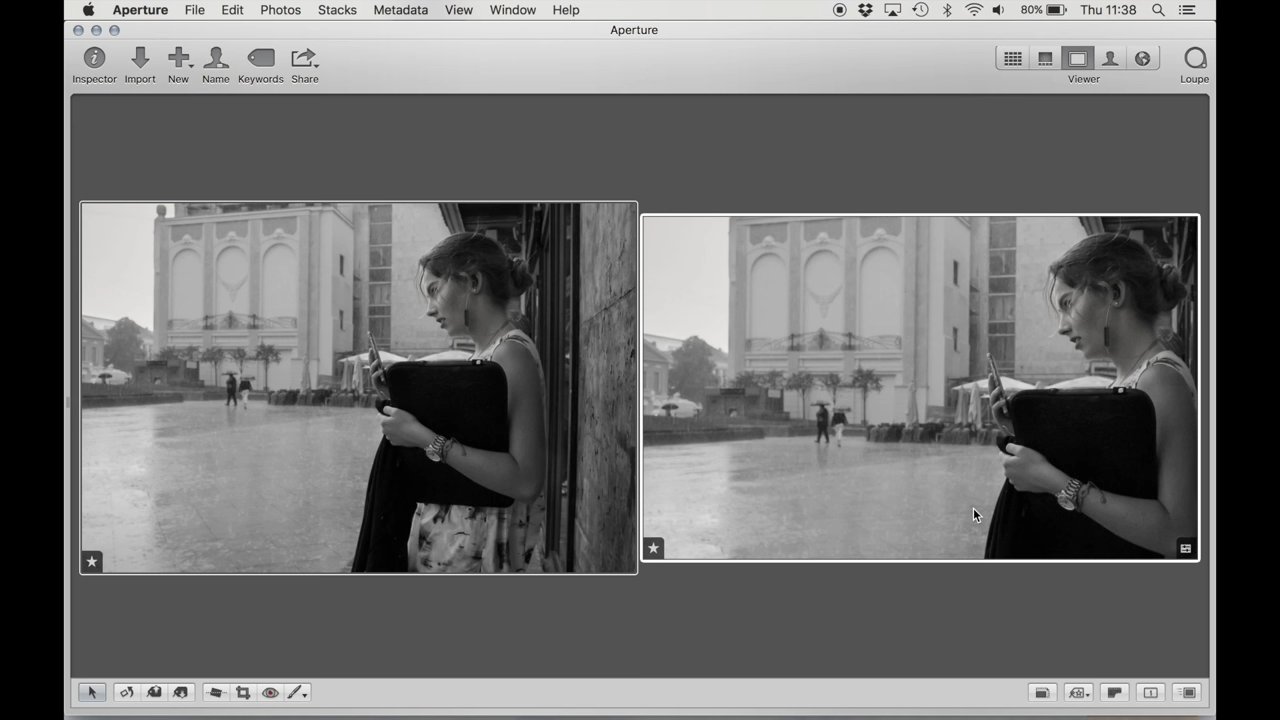 Aperture File Edit Photos Stacks Metadata View Window Help 80% Thu 11:38
Aperture
Inspector Import New Name Keywords Share Viewer Loupe
1